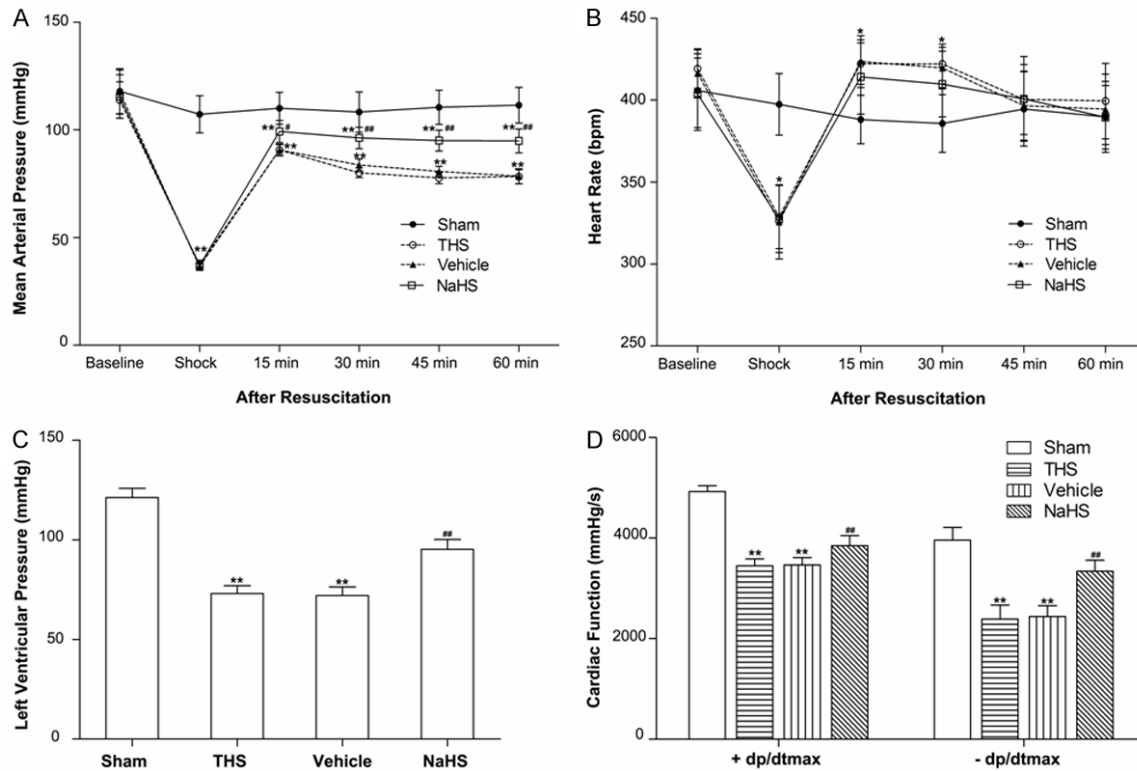 A
Mean Arterial Pressure (mmHg)
150
100
50
0
** ** # ** ## ** ## ** ##
** ** ** **
**
Sham
THS
Vehicle
NaHS
Baseline Shock 15 min 30 min 45 min 60 min
After Resuscitation
B
Heart Rate (bpm)
450
400
350
300
250
* *
*
Sham
THS
Vehicle
NaHS
Baseline Shock 15 min 30 min 45 min 60 min
After Resuscitation
C
Left Ventricular Pressure (mmHg)
150
100
50
0
** ** ##
Sham THS Vehicle NaHS
D
Cardiac Function (mmHg/s)
6000
4000
2000
0
Sham
THS
Vehicle
NaHS
** ** ## ** ** ##
+ dp/dtmax - dp/dtmax